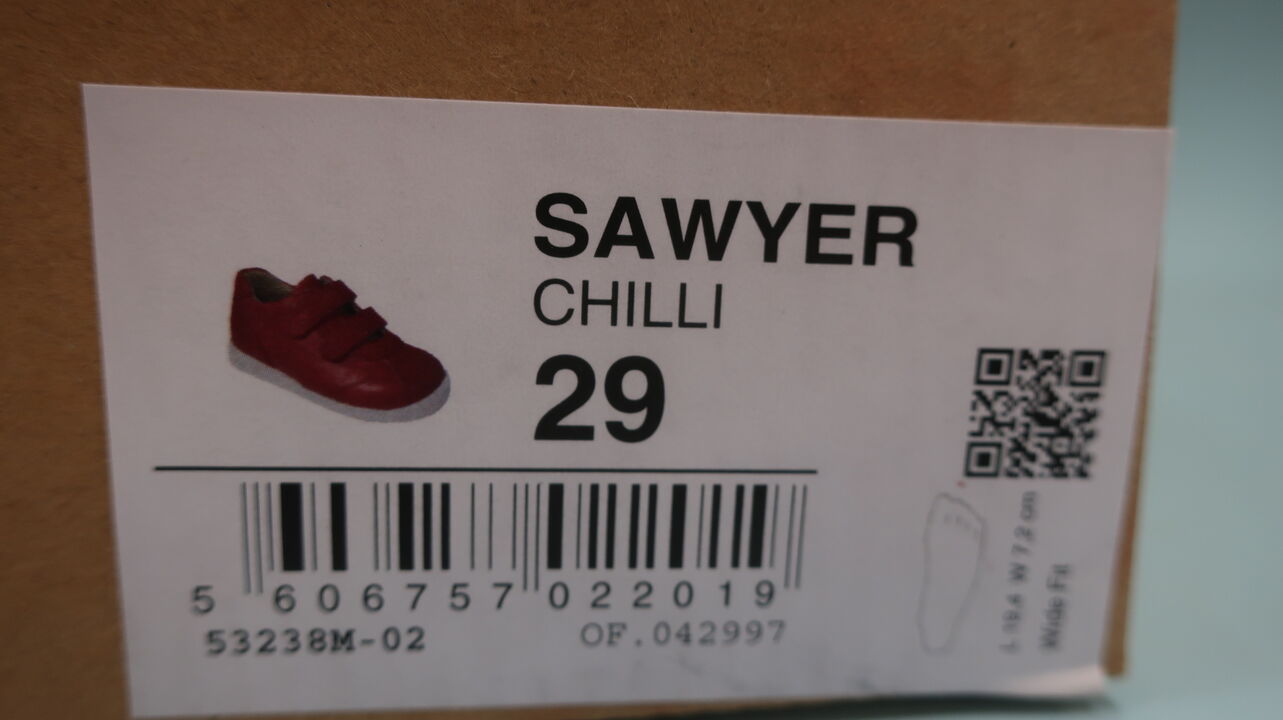 SAWYER
CHILLI
29
5 606757 022019
53238M-02
OF.042997
L-19,4 W 7,2 cm
Wide Fit